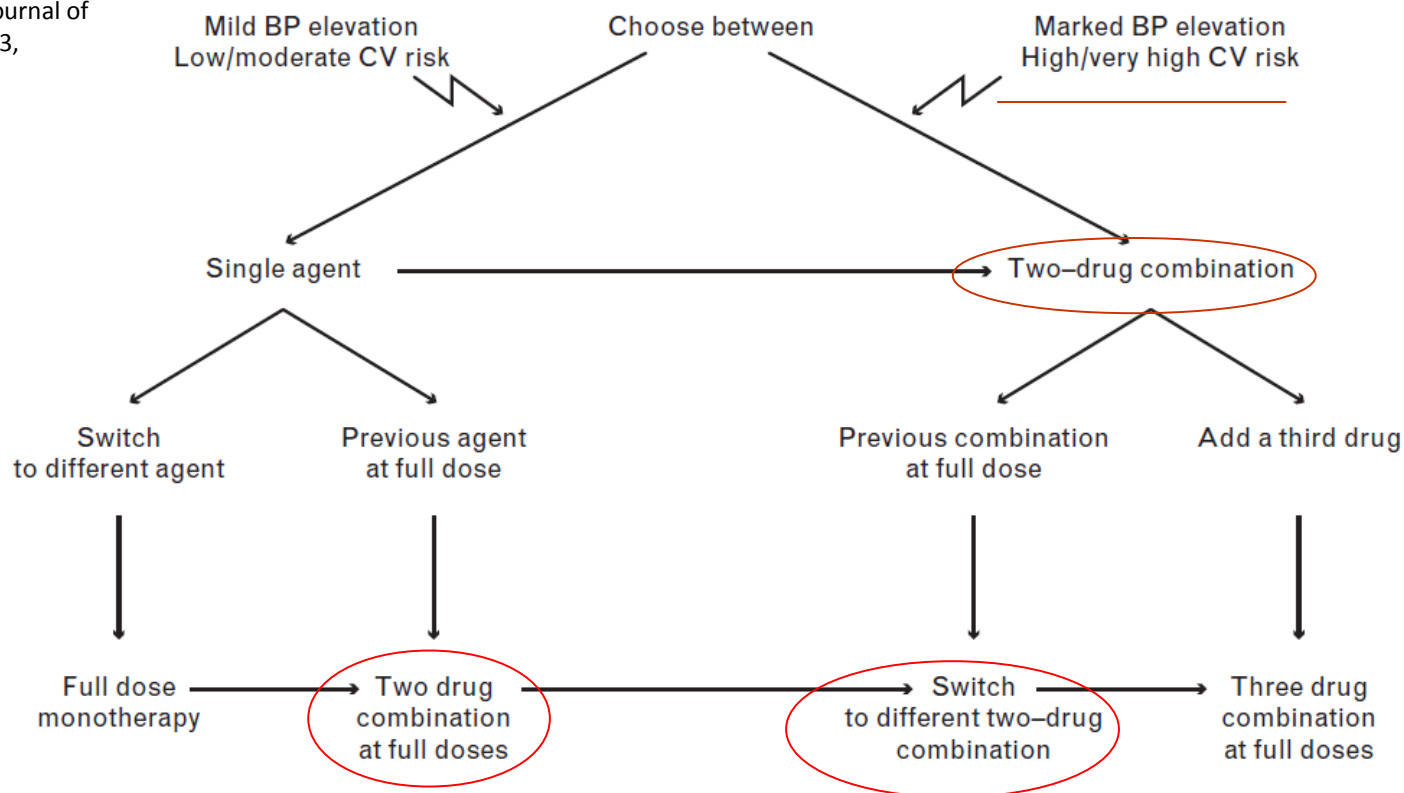 ournal of
3,
Mild BP elevation
Low/moderate CV risk
Choose between
Marked BP elevation
High/very high CV risk
Single agent
Two–drug combination
Switch
to different agent
Previous agent
at full dose
Previous combination
at full dose
Add a third drug
Full dose
monotherapy
Two drug
combination
at full doses
Switch
to different two–drug
combination
Three drug
combination
at full doses